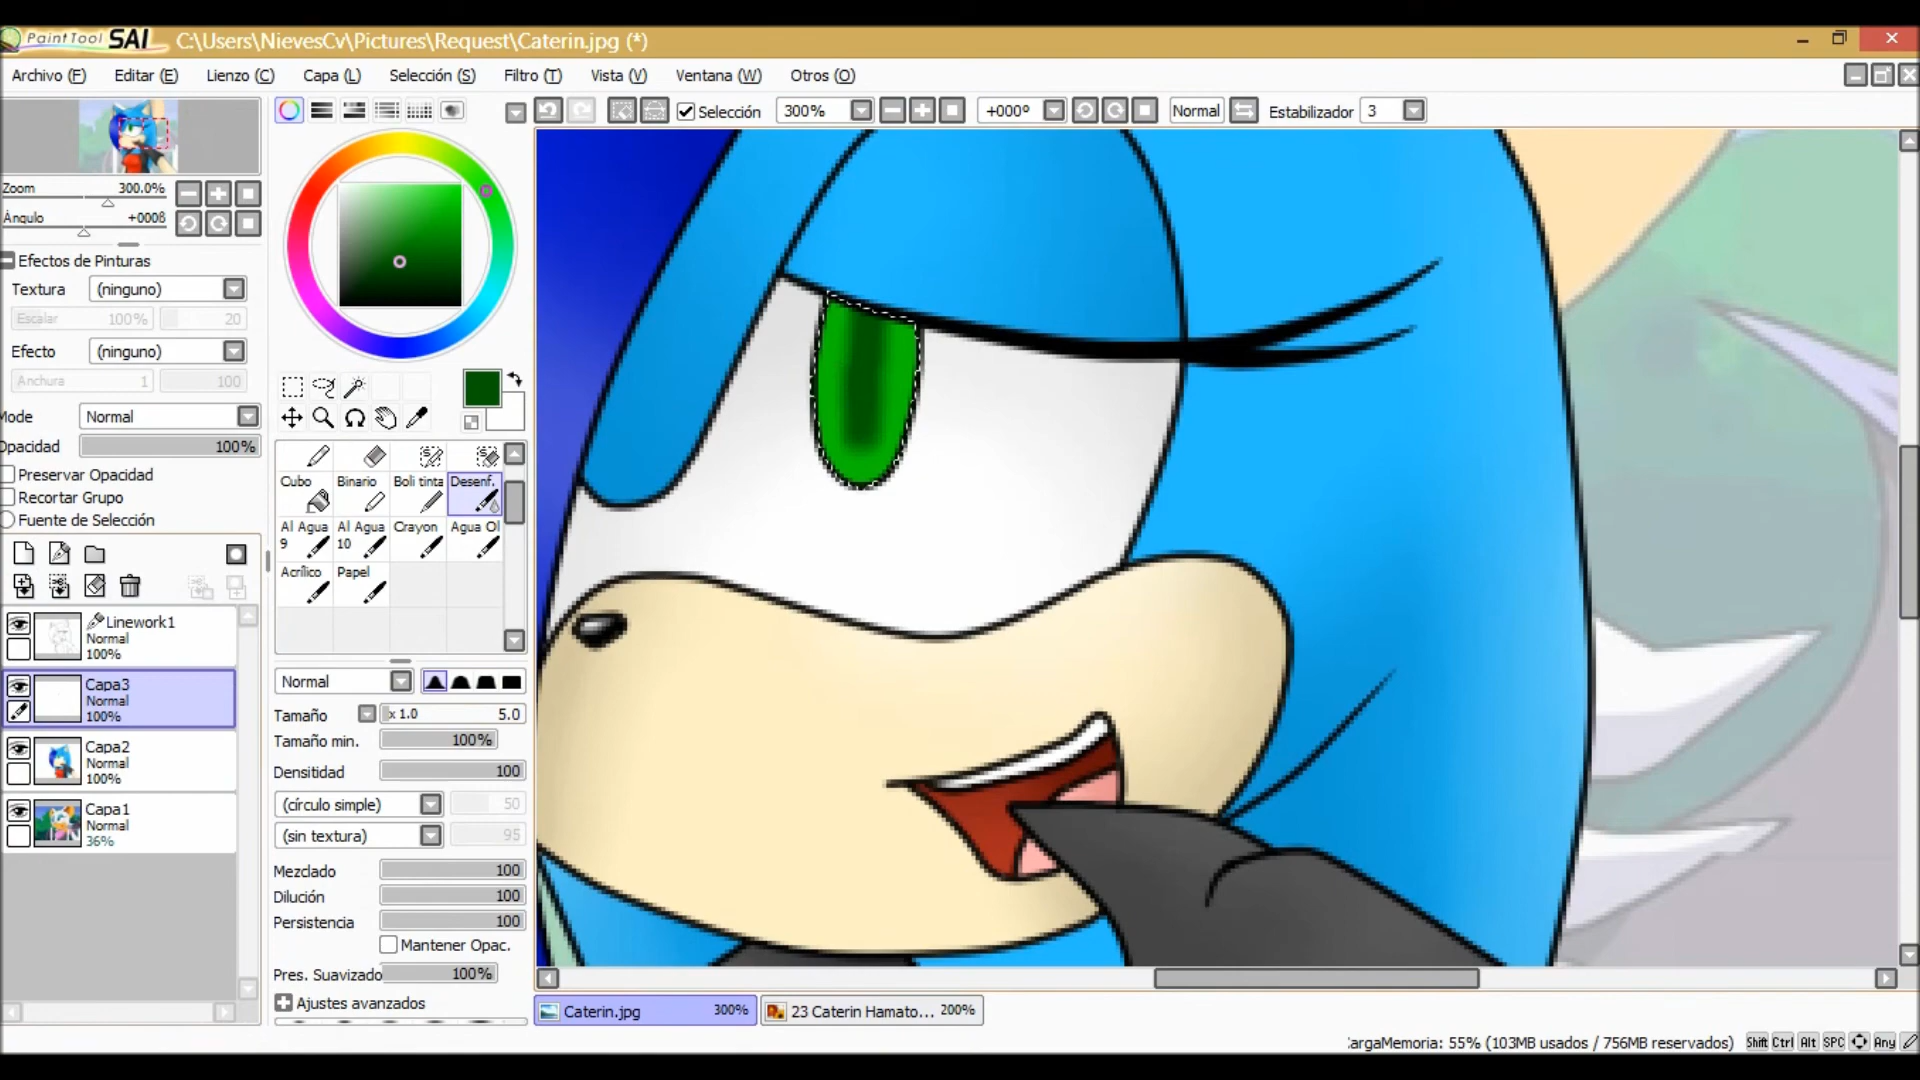 PaintTool SAI C:\Users\NievesCv\Pictures\Request\Caterin.jpg (*)
Archivo (F) Editar (E) Lienzo (C) Capa (L) Selección (S) Filtro (T) Vista (V) Ventana (W) Otros (O)
Selección 300% +000º Normal Estabilizador 3
Zoom 300.0%
Ángulo +000º
Efectos de Pinturas
Textura (ninguno)
Escalar 100% 20
Efecto (ninguno)
Anchura 1 100
Mode Normal
Opacidad 100%
Preservar Opacidad
Recortar Grupo
Fuente de Selección
Linework1
Normal
100%
Capa3
Normal
100%
Capa2
Normal
100%
Capa1
Normal
36%
Cubo Binario Boli tinta Desenf.
Al Agua 9 Al Agua 10 Crayon Agua Ol
Acrílico Papel
Normal
Tamaño x 1.0 5.0
Tamaño min. 100%
Densitidad 100
(círculo simple) 50
(sin textura) 95
Mezclado 100
Dilución 100
Persistencia 100
Mantener Opac.
Pres. Suavizado 100%
Ajustes avanzados
Caterin.jpg 300% 23 Caterin Hamato... 200%
CargaMemoria: 55% (103MB usados / 756MB reservados) Shift Ctrl Alt SPC Any